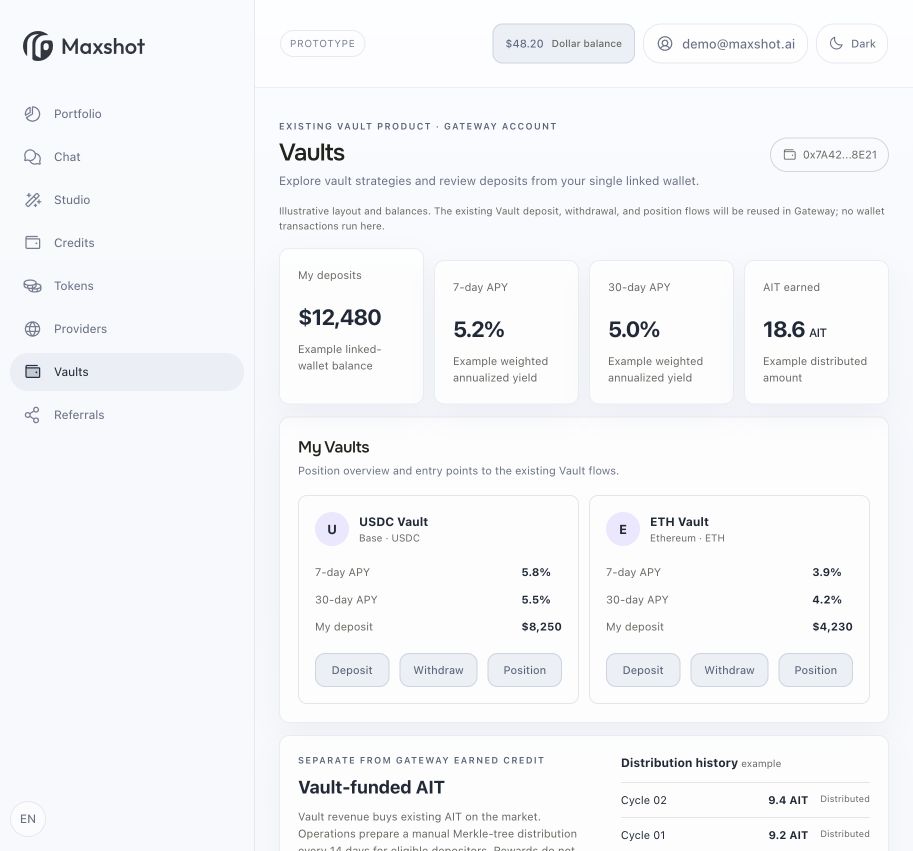 Maxshot
Portfolio
Chat
Studio
Credits
Tokens
Providers
Vaults
Referrals
EN
PROTOTYPE
$48.20 Dollar balance
demo@maxshot.ai
Dark
EXISTING VAULT PRODUCT · GATEWAY ACCOUNT
Vaults
0x7A42...8E21
Explore vault strategies and review deposits from your single linked wallet.
Illustrative layout and balances. The existing Vault deposit, withdrawal, and position flows will be reused in Gateway; no wallet
transactions run here.
My deposits
$12,480
Example linked-
wallet balance
7-day APY
5.2%
Example weighted
annualized yield
30-day APY
5.0%
Example weighted
annualized yield
AIT earned
18.6 AIT
Example distributed
amount
My Vaults
Position overview and entry points to the existing Vault flows.
U
USDC Vault
Base · USDC
7-day APY 5.8%
30-day APY 5.5%
My deposit $8,250
Deposit Withdraw Position
E
ETH Vault
Ethereum · ETH
7-day APY 3.9%
30-day APY 4.2%
My deposit $4,230
Deposit Withdraw Position
SEPARATE FROM GATEWAY EARNED CREDIT
Vault-funded AIT
Vault revenue buys existing AIT on the market.
Operations prepare a manual Merkle-tree distribution
every 14 days for eligible depositors. Rewards do not
Distribution history example
Cycle 02 9.4 AIT Distributed
Cycle 01 9.2 AIT Distributed